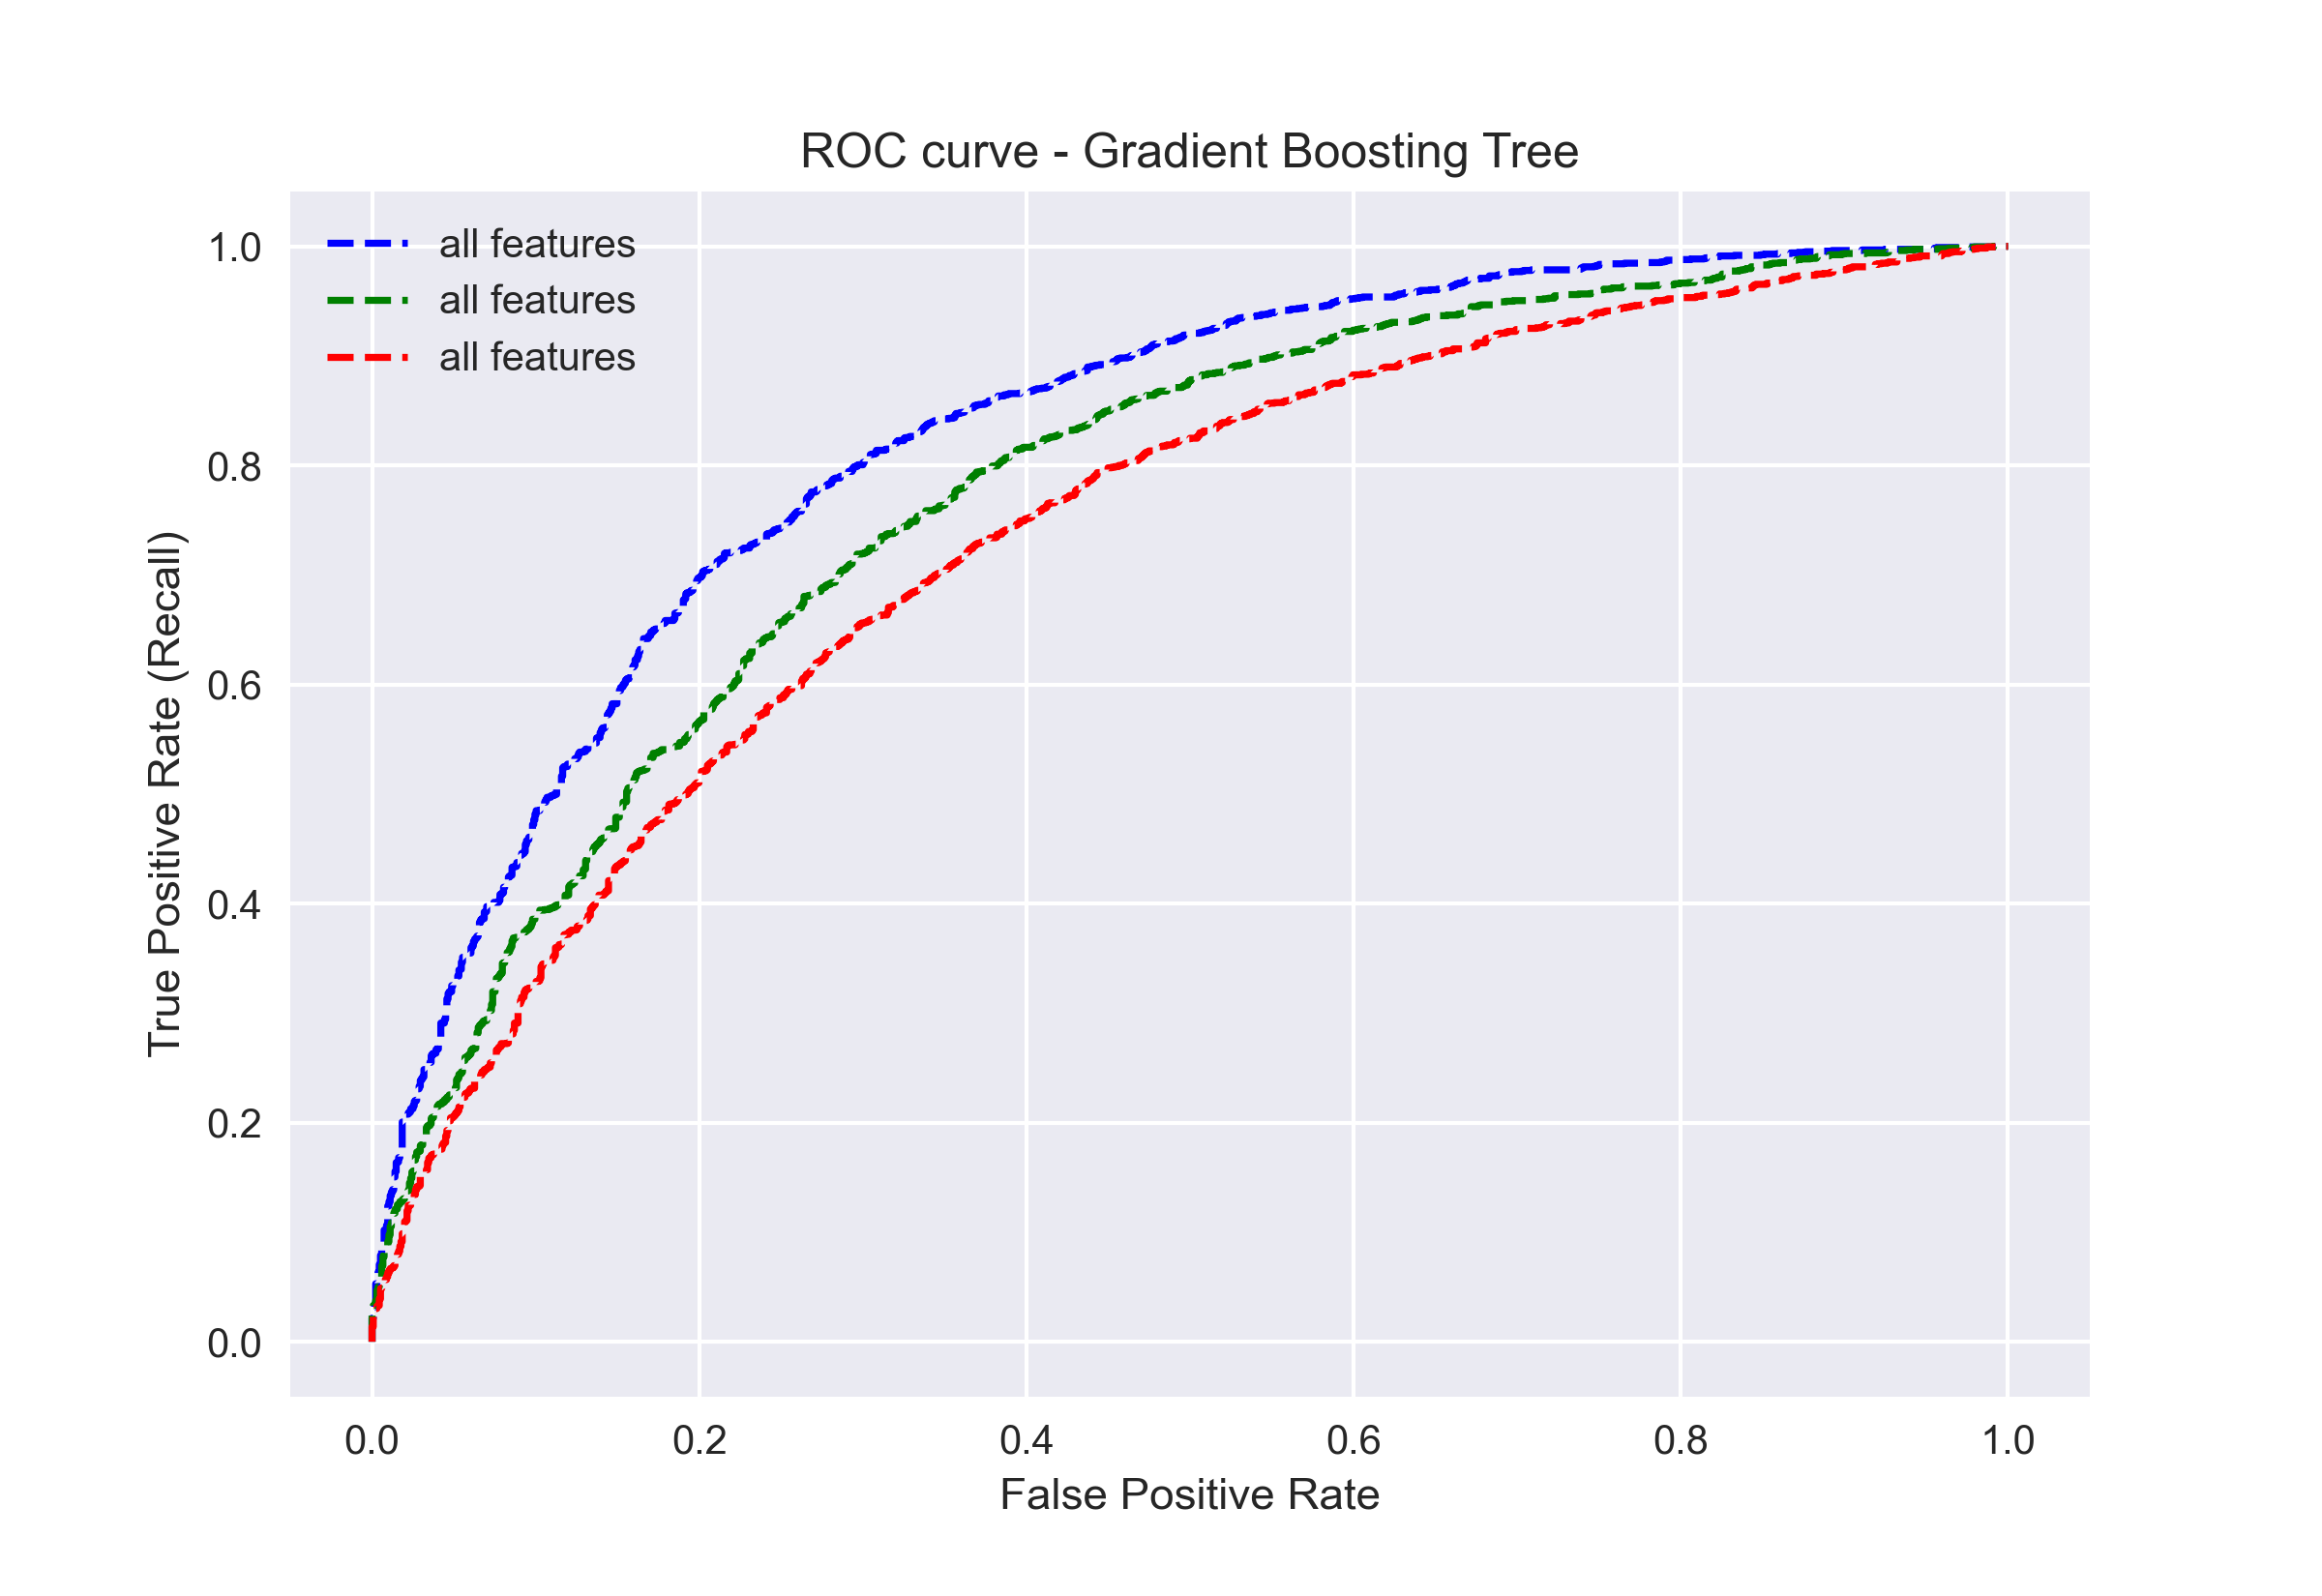 ROC curve - Gradient Boosting Tree
all features
all features
all features
True Positive Rate (Recall)
1.0
0.8
0.6
0.4
0.2
0.0
0.0 0.2 0.4 0.6 0.8 1.0
False Positive Rate